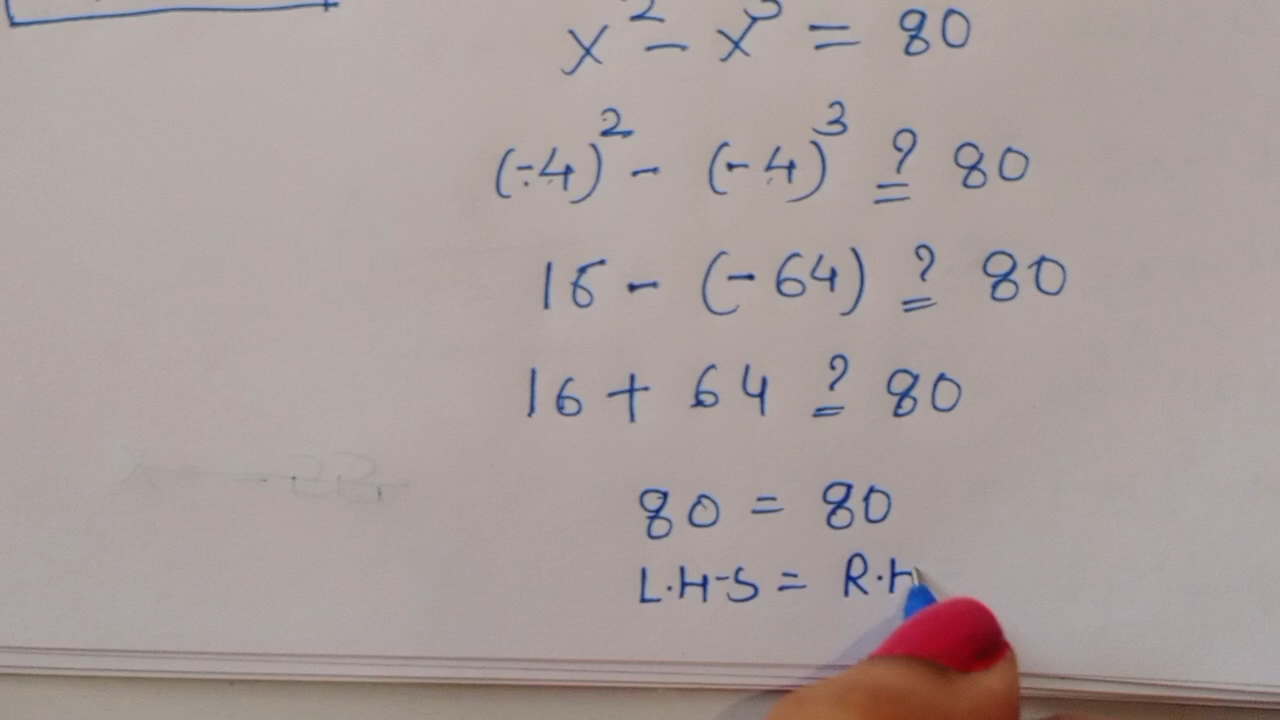 x² - x³ = 80
(-4)² - (-4)³ ≟ 80
16 - (-64) ≟ 80
16 + 64 ≟ 80
80 = 80
L.H-S = R.H